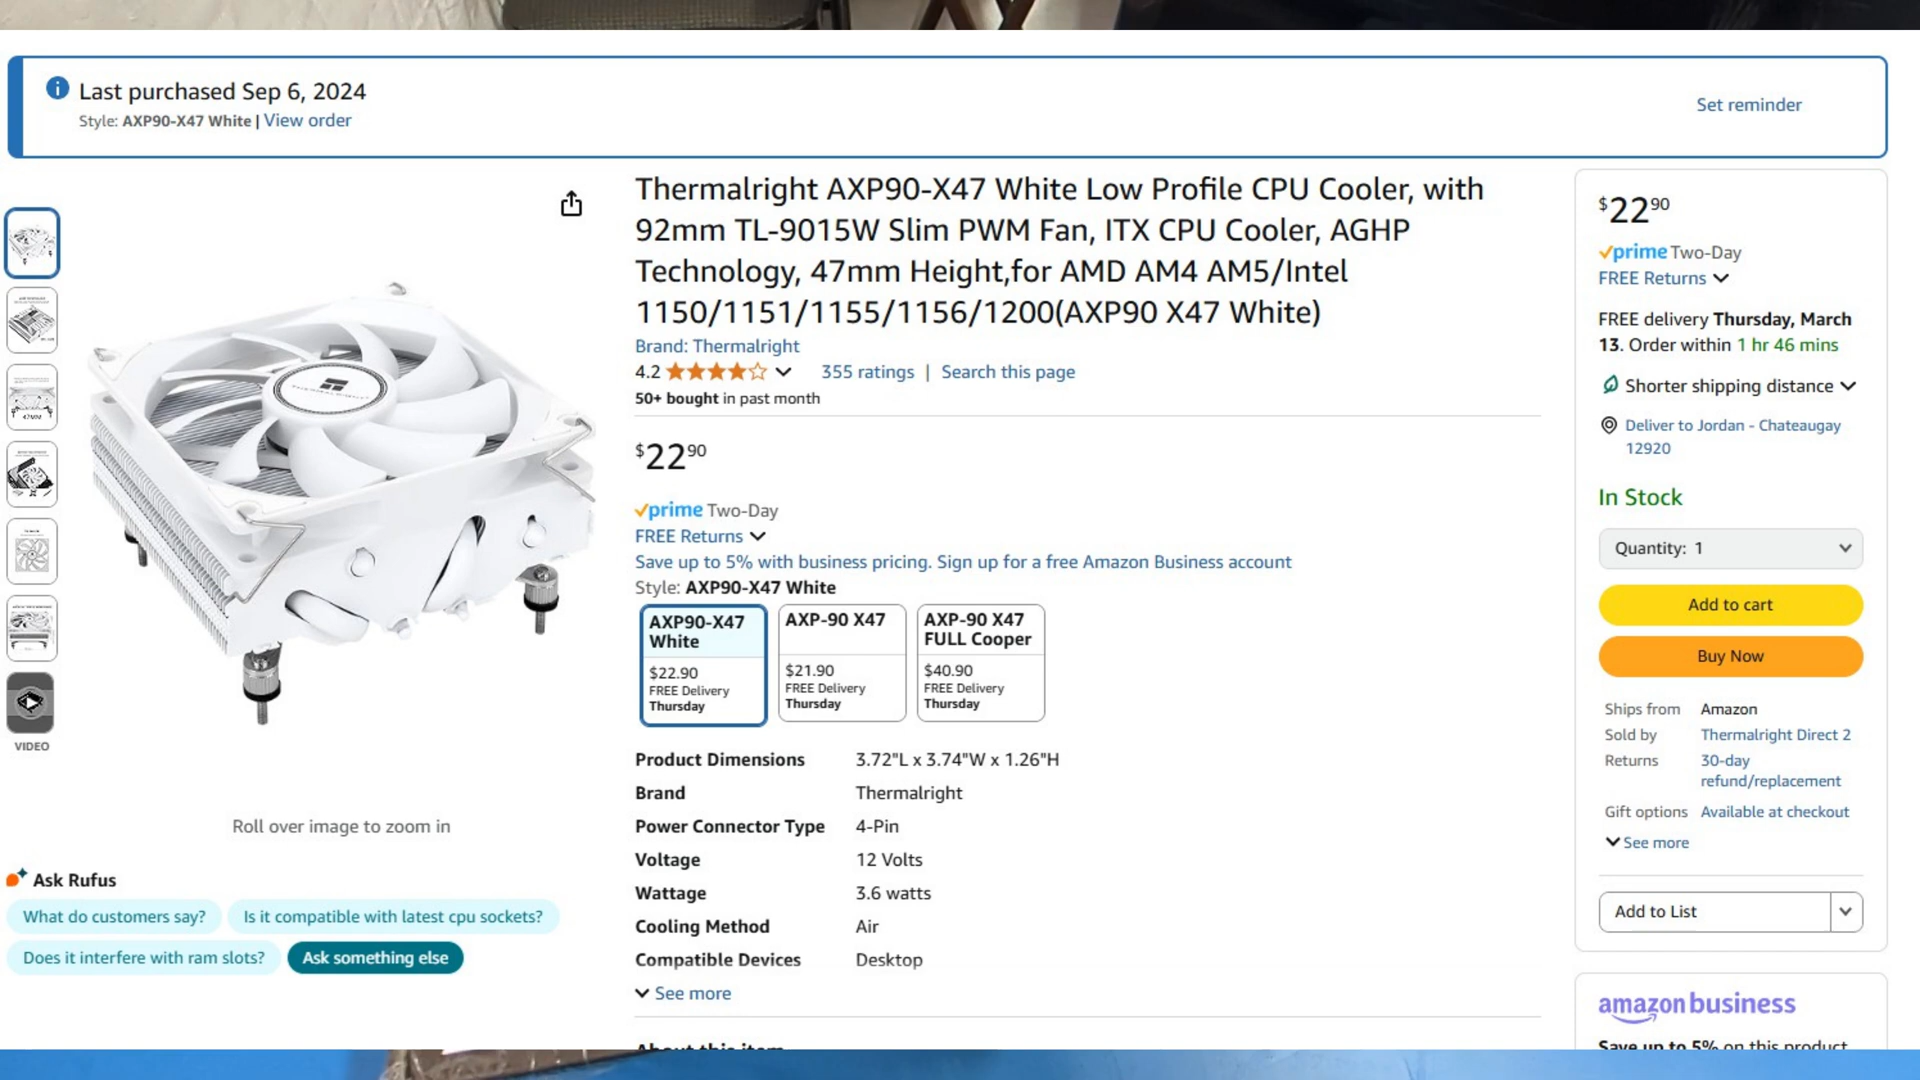 Last purchased Sep 6, 2024
Style: AXP90-X47 White | View order
Set reminder
Thermalright AXP90-X47 White Low Profile CPU Cooler, with
92mm TL-9015W Slim PWM Fan, ITX CPU Cooler, AGHP
Technology, 47mm Height,for AMD AM4 AM5/Intel
1150/1151/1155/1156/1200(AXP90 X47 White)
Brand: Thermalright
4.2
355 ratings | Search this page
50+ bought in past month
$22 90
prime Two-Day
FREE Returns
Save up to 5% with business pricing. Sign up for a free Amazon Business account
Style: AXP90-X47 White
AXP90-X47
White
$22.90
FREE Delivery
Thursday
AXP-90 X47
$21.90
FREE Delivery
Thursday
AXP-90 X47
FULL Cooper
$40.90
FREE Delivery
Thursday
Product Dimensions 3.72"L x 3.74"W x 1.26"H
Brand Thermalright
Power Connector Type 4-Pin
Voltage 12 Volts
Wattage 3.6 watts
Cooling Method Air
Compatible Devices Desktop
See more
About this item
VIDEO
Roll over image to zoom in
Ask Rufus
What do customers say?
Is it compatible with latest cpu sockets?
Does it interfere with ram slots?
Ask something else
$22 90
prime Two-Day
FREE Returns
FREE delivery Thursday, March
13. Order within 1 hr 46 mins
Shorter shipping distance
Deliver to Jordan - Chateaugay
12920
In Stock
Quantity: 1
Add to cart
Buy Now
Ships from Amazon
Sold by Thermalright Direct 2
Returns 30-day
refund/replacement
Gift options Available at checkout
See more
Add to List
amazon business
Save up to 5% on this product